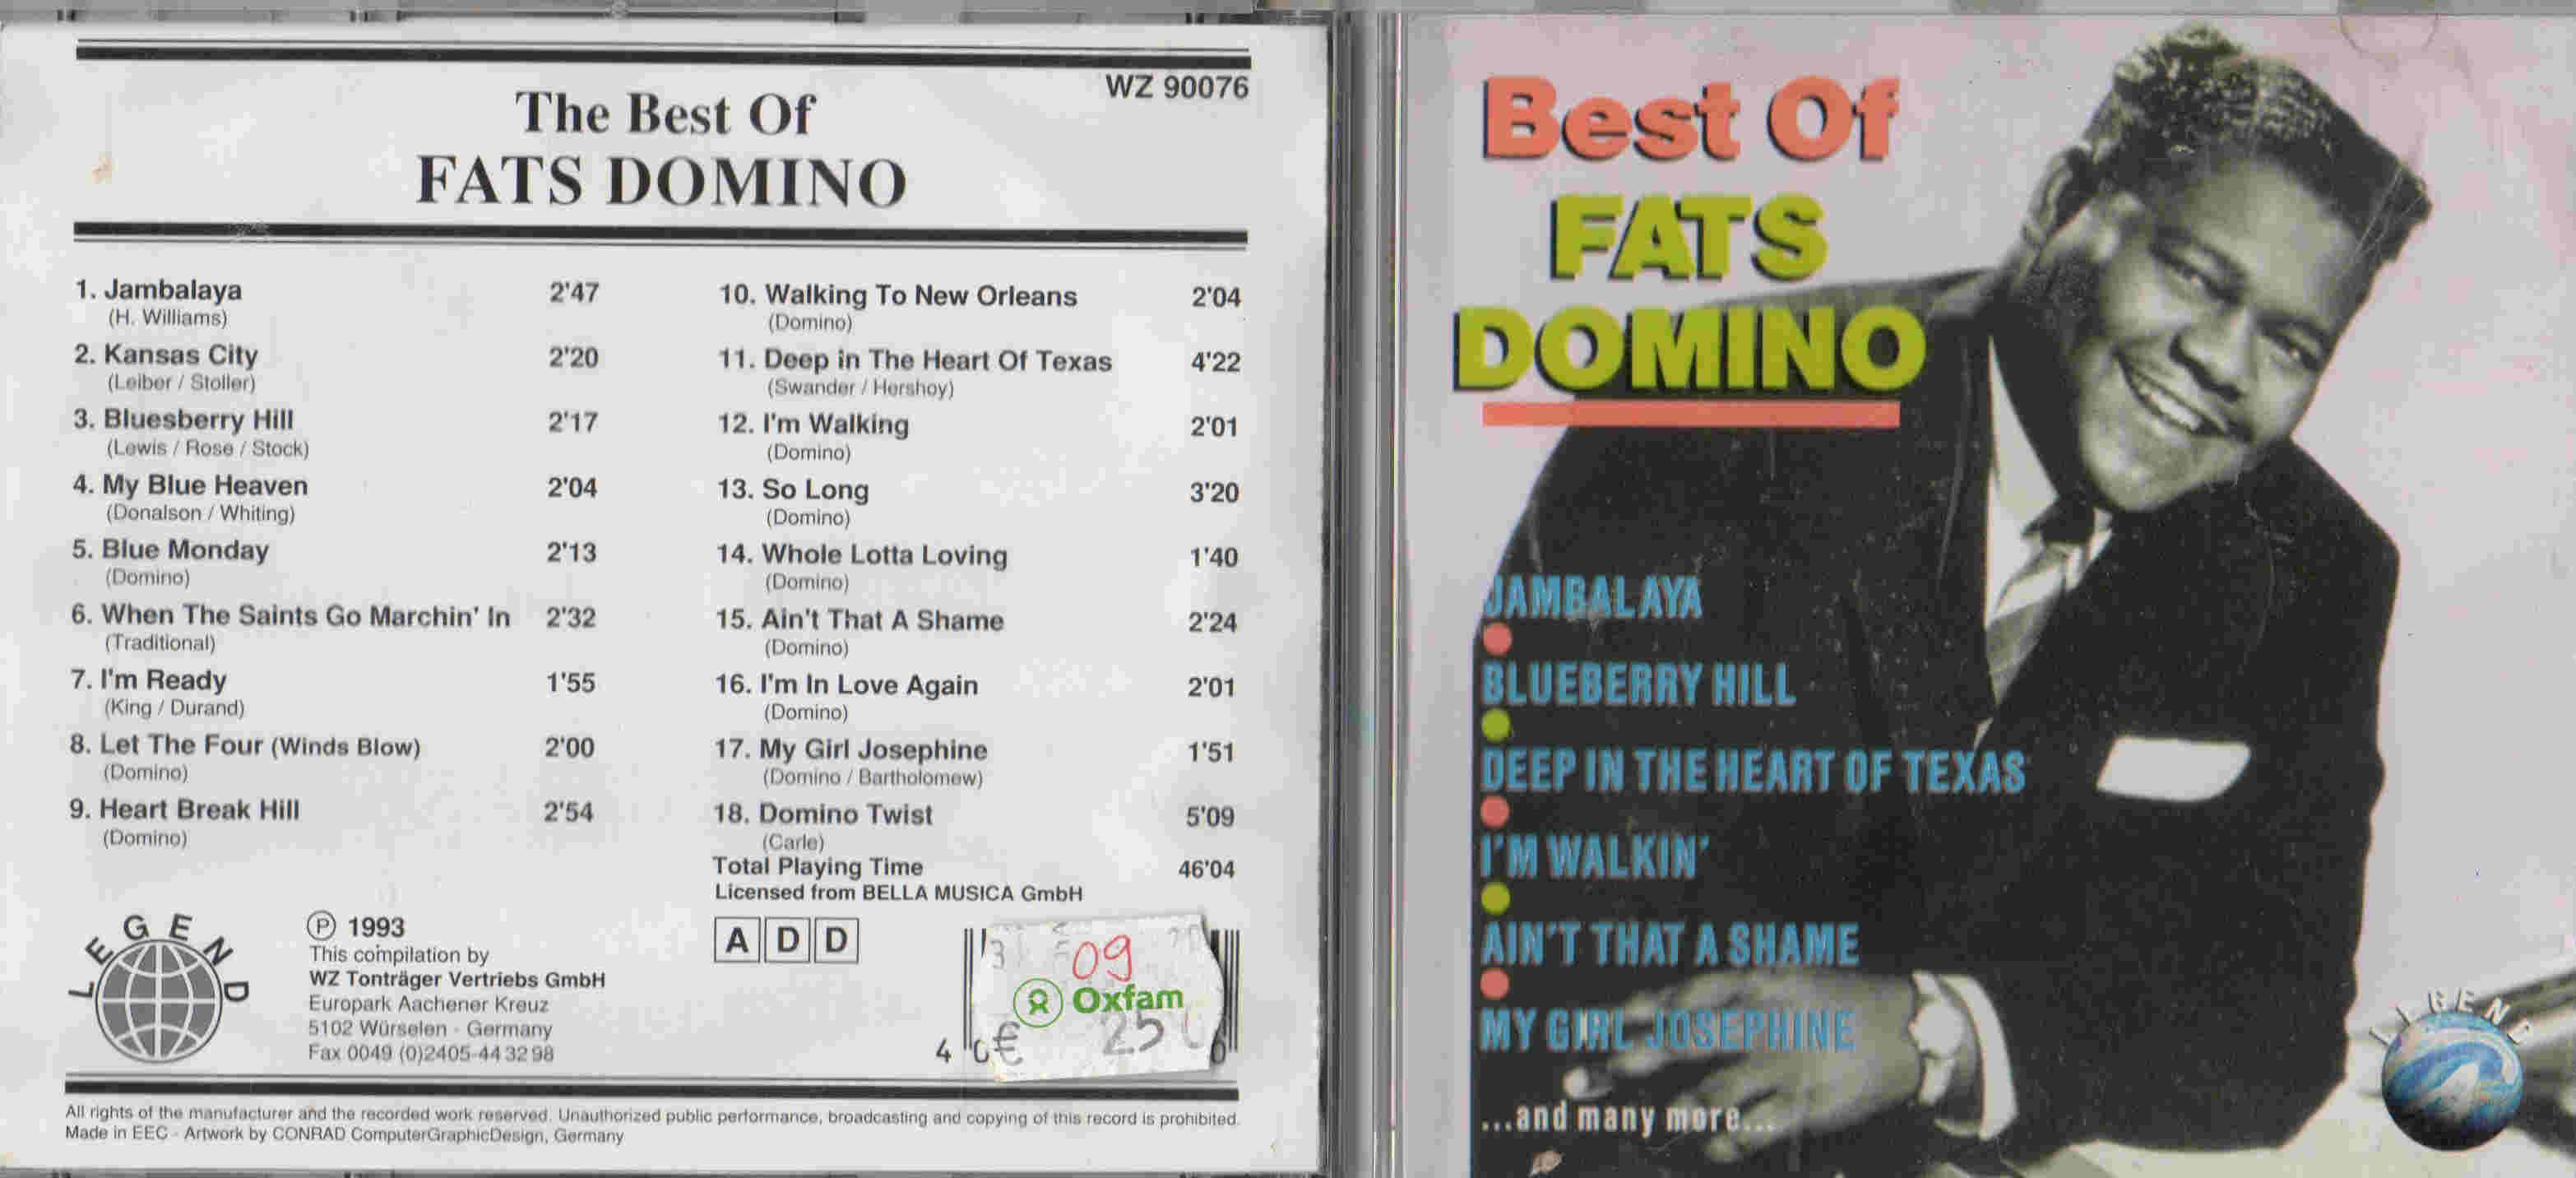 WZ 90076
The Best Of
FATS DOMINO
1. Jambalaya 2'47
(H. Williams)
2. Kansas City 2'20
(Leiber / Stoller)
3. Bluesberry Hill 2'17
(Lewis / Rose / Stock)
4. My Blue Heaven 2'04
(Donalson / Whiting)
5. Blue Monday 2'13
(Domino)
6. When The Saints Go Marchin' In 2'32
(Traditional)
7. I'm Ready 1'55
(King / Durand)
8. Let The Four (Winds Blow) 2'00
(Domino)
9. Heart Break Hill 2'54
(Domino)
10. Walking To New Orleans 2'04
(Domino)
11. Deep in The Heart Of Texas 4'22
(Swander / Hershoy)
12. I'm Walking 2'01
(Domino)
13. So Long 3'20
(Domino)
14. Whole Lotta Loving 1'40
(Domino)
15. Ain't That A Shame 2'24
(Domino)
16. I'm In Love Again 2'01
(Domino)
17. My Girl Josephine 1'51
(Domino / Bartholomew)
18. Domino Twist 5'09
(Carle)
Total Playing Time 46'04
Licensed from BELLA MUSICA GmbH
LEGEND
Ⓟ 1993
This compilation by
WZ Tonträger Vertriebs GmbH
Europark Aachener Kreuz
5102 Würselen - Germany
Fax 0049 (0)2405-44 32 98
A D D
09
Oxfam
€ 25
4
All rights of the manufacturer and the recorded work reserved. Unauthorized public performance, broadcasting and copying of this record is prohibited.
Made in EEC - Artwork by CONRAD ComputerGraphicDesign, Germany
Best Of
FATS
DOMINO
JAMBALAYA
BLUEBERRY HILL
DEEP IN THE HEART OF TEXAS
I'M WALKIN'
AIN'T THAT A SHAME
MY GIRL JOSEPHINE
...and many more...
LEGEND